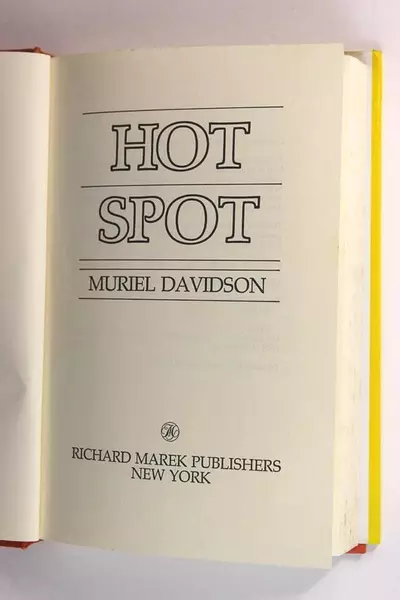 HOT
SPOT
MURIEL DAVIDSON
RICHARD MAREK PUBLISHERS
NEW YORK